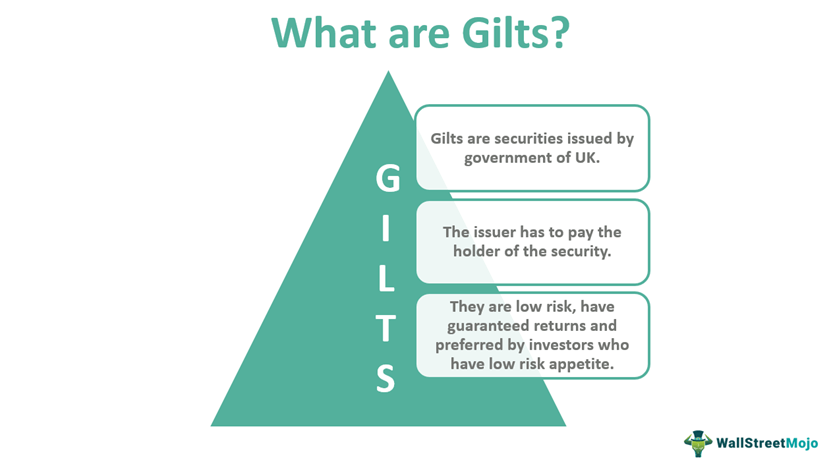 What are Gilts?
G
I
L
T
S
Gilts are securities issued by
government of UK.
The issuer has to pay the
holder of the security.
They are low risk, have
guaranteed returns and
preferred by investors who
have low risk appetite.
WallStreetMojo